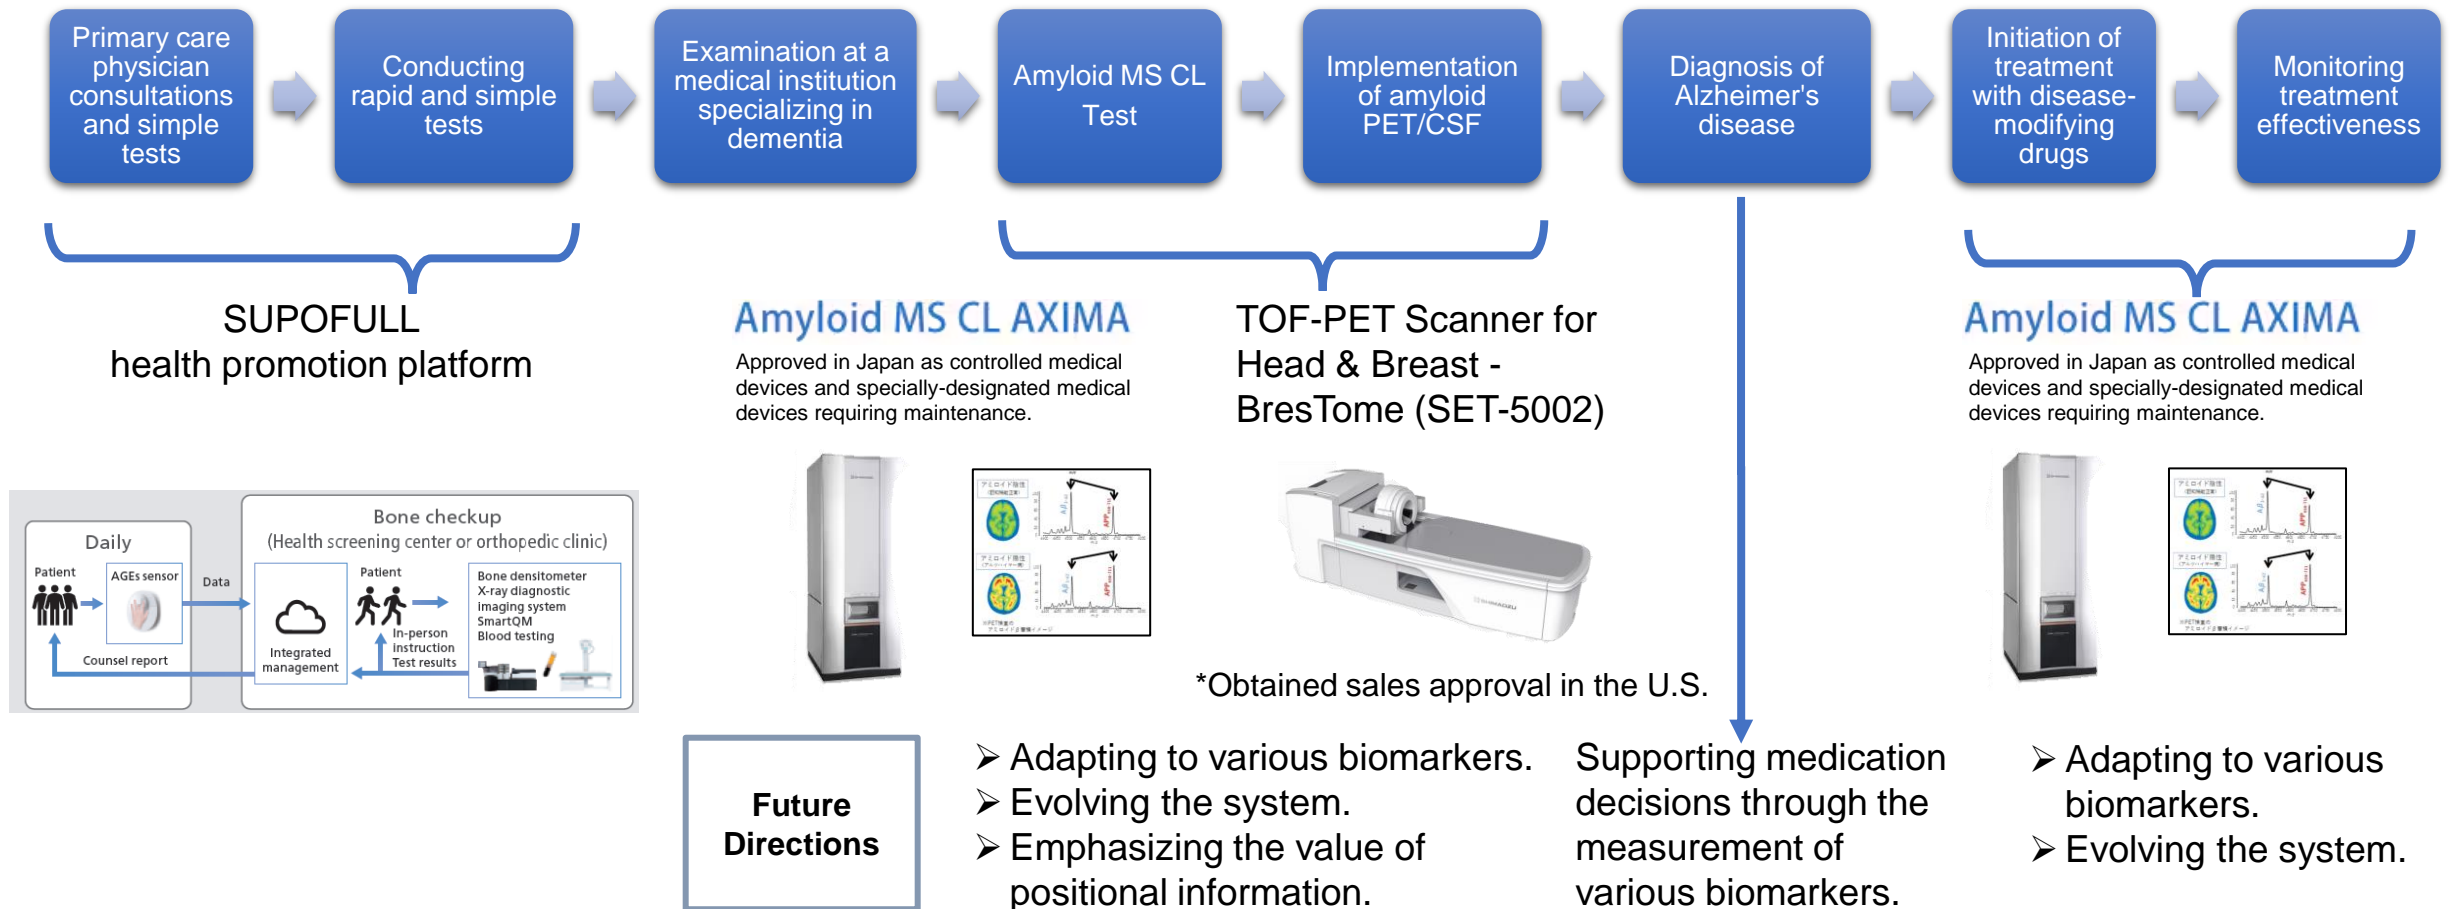 Primary care
physician
consultations
and simple
tests
Conducting
rapid and simple
tests
Examination at a
medical institution
specializing in
dementia
Amyloid MS CL
Test
Implementation
of amyloid
PET/CSF
Diagnosis of
Alzheimer's
disease
Initiation of
treatment
with disease-
modifying
drugs
Monitoring
treatment
effectiveness
SUPOFULL
health promotion platform
Amyloid MS CL AXIMA
Approved in Japan as controlled medical
devices and specially-designated medical
devices requiring maintenance.
TOF-PET Scanner for
Head & Breast -
BresTome (SET-5002)
Amyloid MS CL AXIMA
Approved in Japan as controlled medical
devices and specially-designated medical
devices requiring maintenance.
Daily
Patient
AGEs sensor
Data
Counsel report
Bone checkup
(Health screening center or orthopedic clinic)
Integrated
management
Patient
In-person
instruction
Test results
Bone densitometer
X-ray diagnostic
imaging system
SmartQM
Blood testing
SHIMADZU
*Obtained sales approval in the U.S.
Future
Directions
➢ Adapting to various biomarkers.
➢ Evolving the system.
➢ Emphasizing the value of
positional information.
Supporting medication
decisions through the
measurement of
various biomarkers.
➢ Adapting to various
biomarkers.
➢ Evolving the system.